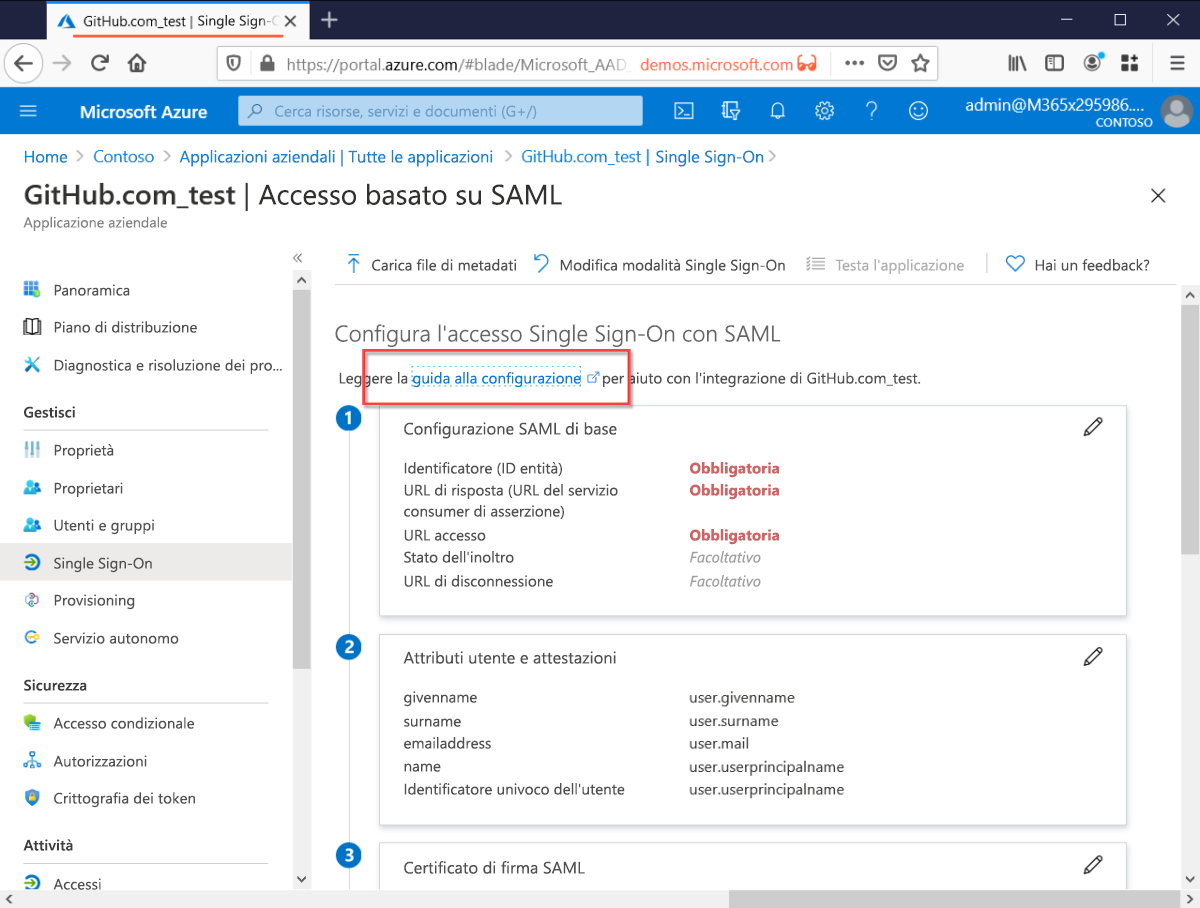 GitHub.com_test | Single Sign-O
https://portal.azure.com/#blade/Microsoft_AAD_ demos.microsoft.com
Microsoft Azure
Cerca risorse, servizi e documenti (G+/)
admin@M365x295986....
CONTOSO
Home > Contoso > Applicazioni aziendali | Tutte le applicazioni > GitHub.com_test | Single Sign-On >
GitHub.com_test | Accesso basato su SAML
Applicazione aziendale
Panoramica
Piano di distribuzione
Diagnostica e risoluzione dei pro...
Gestisci
Proprietà
Proprietari
Utenti e gruppi
Single Sign-On
Provisioning
Servizio autonomo
Sicurezza
Accesso condizionale
Autorizzazioni
Crittografia dei token
Attività
Accessi
Carica file di metadati
Modifica modalità Single Sign-On
Testa l'applicazione
Hai un feedback?
Configura l'accesso Single Sign-On con SAML
Leggere la guida alla configurazione per aiuto con l'integrazione di GitHub.com_test.
1
Configurazione SAML di base
Identificatore (ID entità) Obbligatoria
URL di risposta (URL del servizio Obbligatoria
consumer di asserzione)
URL accesso Obbligatoria
Stato dell'inoltro Facoltativo
URL di disconnessione Facoltativo
2
Attributi utente e attestazioni
givenname user.givenname
surname user.surname
emailaddress user.mail
name user.userprincipalname
Identificatore univoco dell'utente user.userprincipalname
3
Certificato di firma SAML